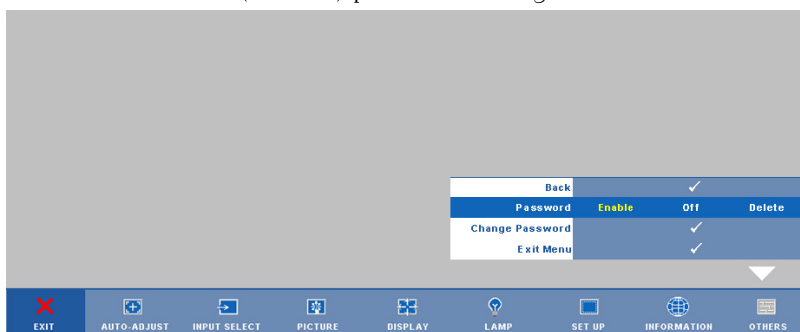 Back
Password Enable Off Delete
Change Password
Exit Menu
EXIT AUTO-ADJUST INPUT SELECT PICTURE DISPLAY LAMP SET UP INFORMATION OTHERS